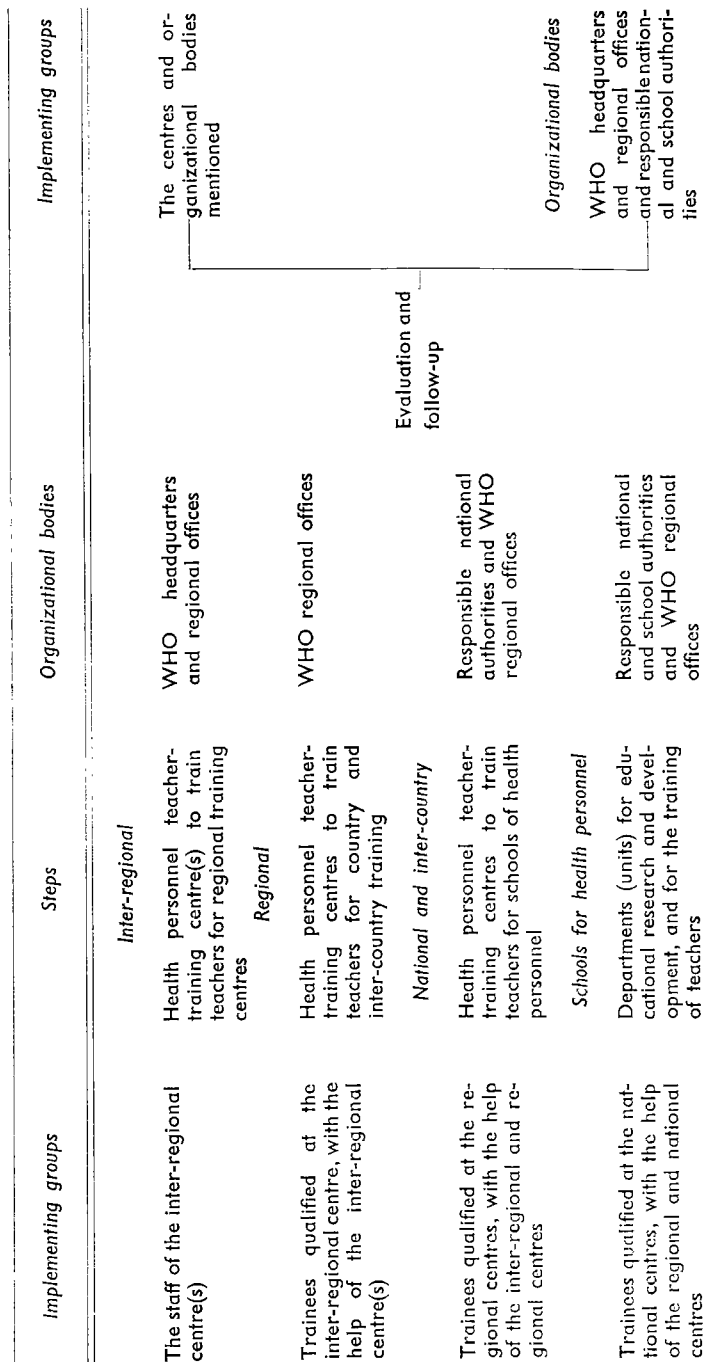 Implementing groups
Steps
Organizational bodies
Implementing groups
Inter-regional
The staff of the inter-regional
centre(s)
Health personnel teacher-
training centre(s) to train
teachers for regional training
centres
WHO headquarters
and regional offices
Regional
Trainees qualified at the
inter-regional centre, with the
help of the inter-regional
centre(s)
Health personnel teacher-
training centres to train
teachers for country and
inter-country training
WHO regional offices
National and inter-country
Trainees qualified at the re-
gional centres, with the help
of the inter-regional and re-
gional centres
Health personnel teacher-
training centres to train
teachers for schools of health
personnel
Responsible national
authorities and WHO
regional offices
Schools for health personnel
Trainees qualified at the nat-
tional centres, with the help
of the regional and national
centres
Departments (units) for edu-
cational research and devel-
opment, and for the training
of teachers
Responsible national
and school authorities
and WHO regional
offices
Evaluation and
follow-up
The centres and or-
ganizational bodies
mentioned
Organizational bodies
WHO headquarters
and regional offices
and responsible nation-
al and school authori-
ties